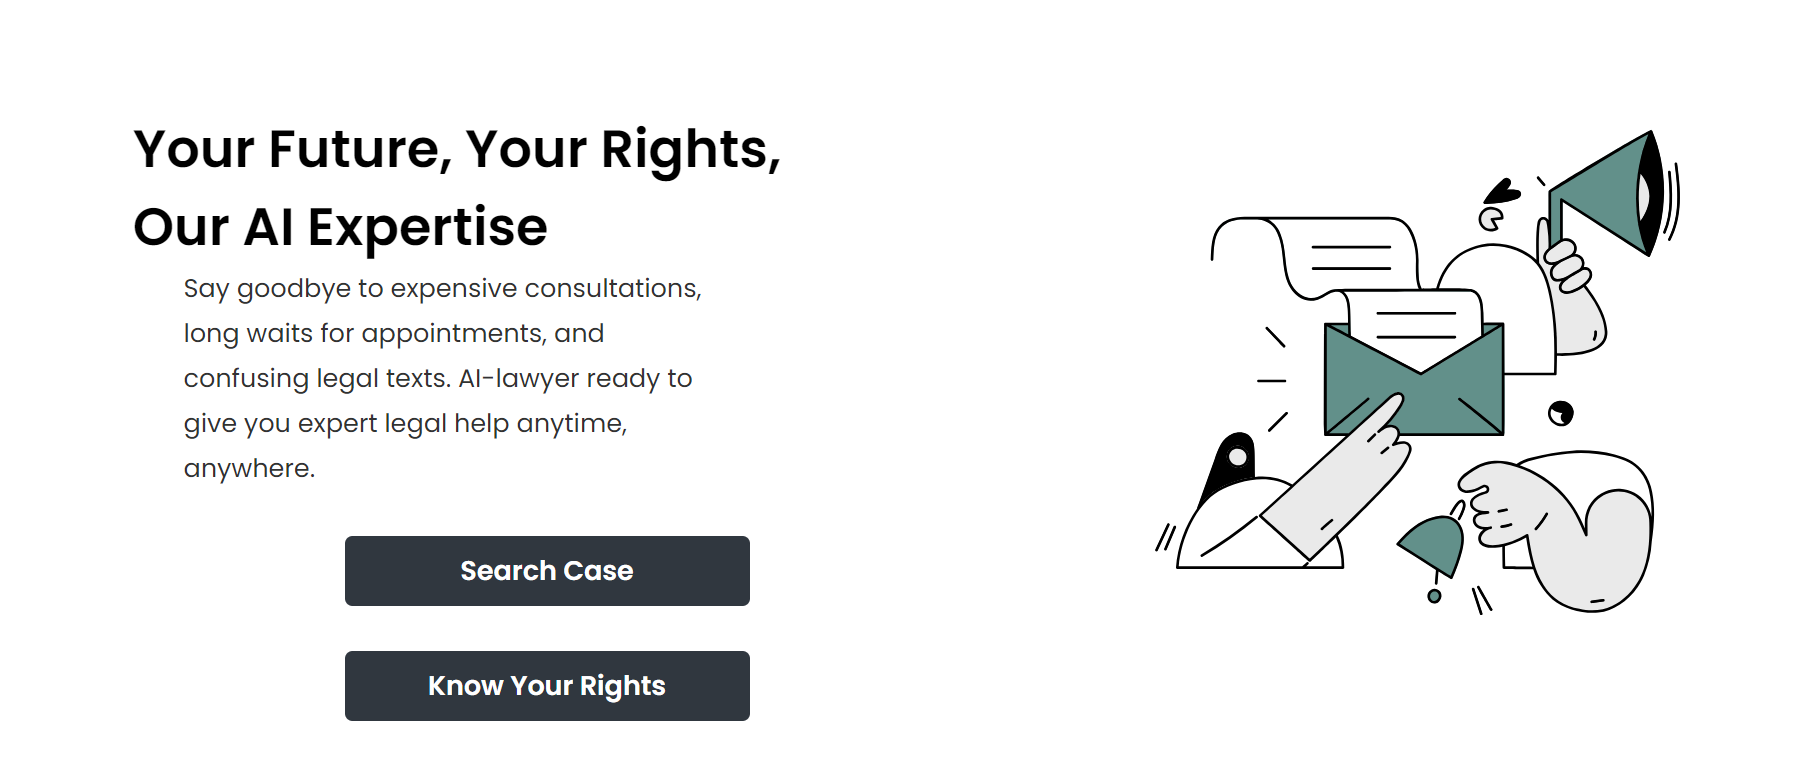 Your Future, Your Rights,
Our AI Expertise
Say goodbye to expensive consultations,
long waits for appointments, and
confusing legal texts. AI-lawyer ready to
give you expert legal help anytime,
anywhere.
Search Case
Know Your Rights